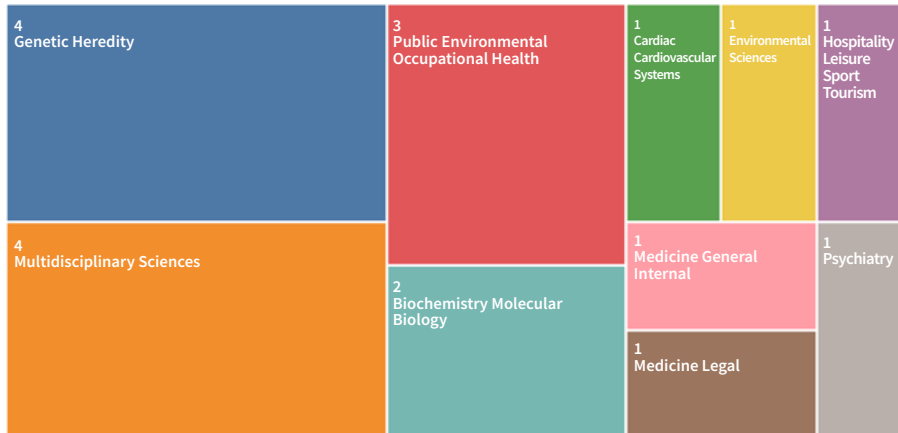 4
Genetic Heredity
4
Multidisciplinary Sciences
3
Public Environmental
Occupational Health
2
Biochemistry Molecular
Biology
1
Cardiac
Cardiovascular
Systems
1
Environmental
Sciences
1
Hospitality
Leisure
Sport
Tourism
1
Medicine General
Internal
1
Medicine Legal
1
Psychiatry